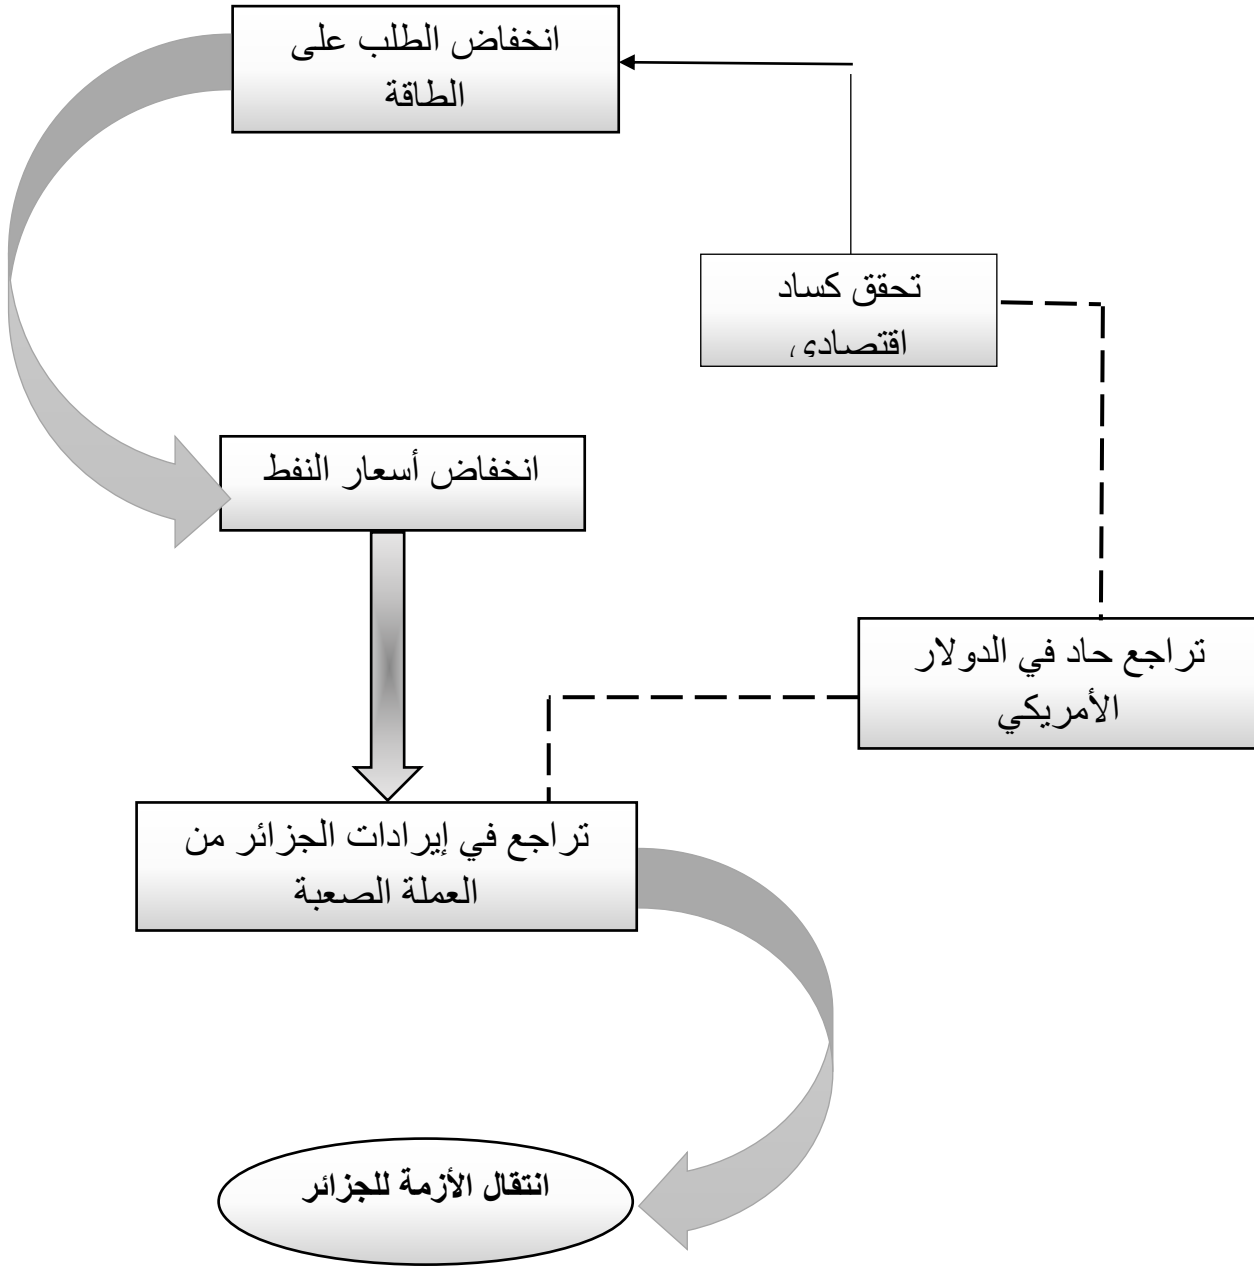 انخفاض الطلب على
الطاقة
تحقق كساد
اقتصادي
انخفاض أسعار النفط
تراجع حاد في الدولار
الأمريكي
تراجع في إيرادات الجزائر من
العملة الصعبة
انتقال الأزمة للجزائر